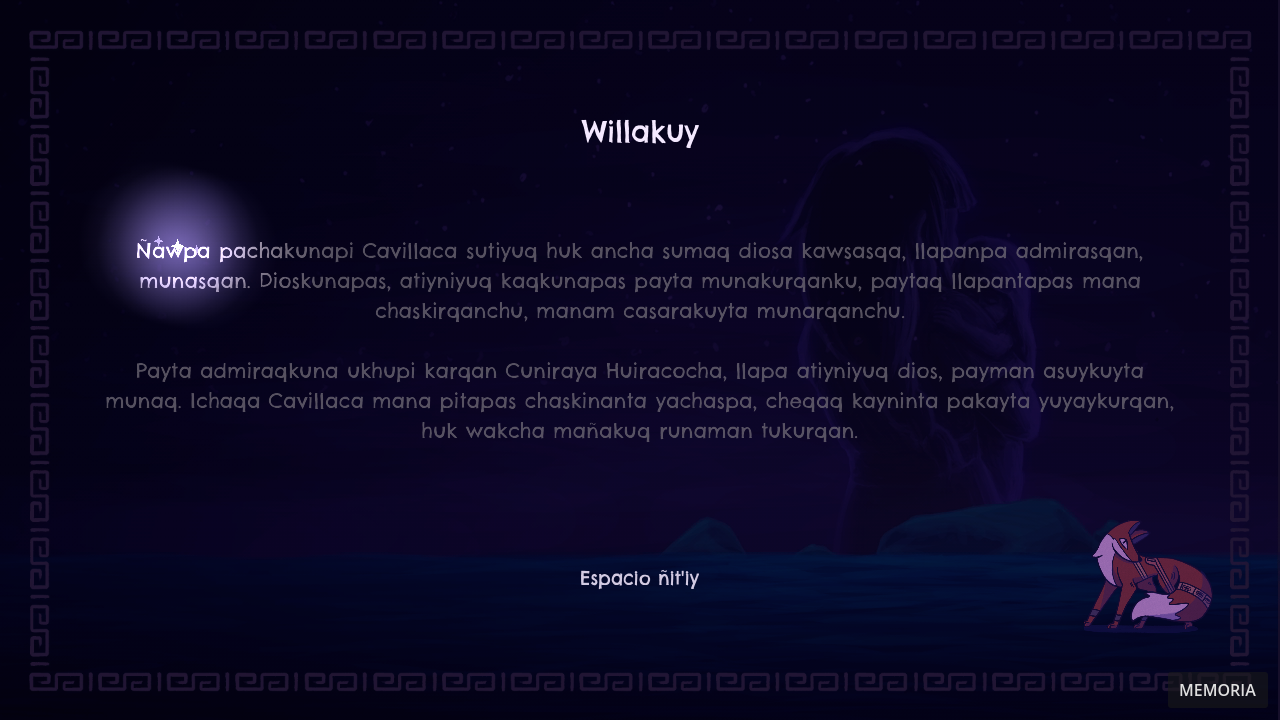 Willakuy
Ñawpa pachakunapi Cavillaca sutiyuq huk ancha sumaq diosa kawsasqa, llapanpa admirasqan,
munasqan. Dioskunapas, atiyniyuq kaqkunapas payta munakurqanku, paytaq llapantapas mana
chaskirqanchu, manam casarakuyta munarqanchu.
Payta admiraqkuna ukhupi karqan Cuniraya Huiracocha, llapa atiyniyuq dios, payman asuykuyta
munaq. Ichaqa Cavillaca mana pitapas chaskinanta yachaspa, cheqaq kayninta pakayta yuyaykurqan,
huk wakcha mañakuq runaman tukurqan.
Espacio ñit'iy
MEMORIA